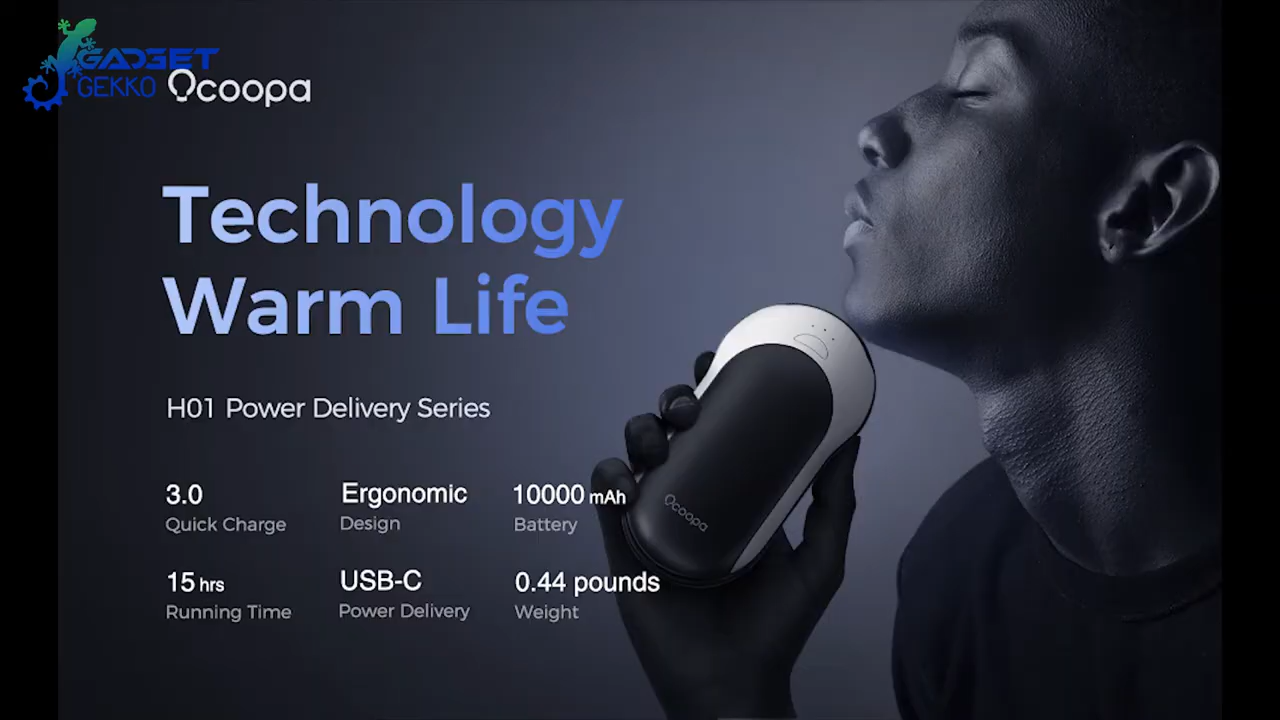 GADGET
GEKKO
Ocoopa
Technology
Warm Life
H01 Power Delivery Series
3.0
Quick Charge
Ergonomic
Design
10000 mAh
Battery
15 hrs
Running Time
USB-C
Power Delivery
0.44 pounds
Weight
Ocoopa